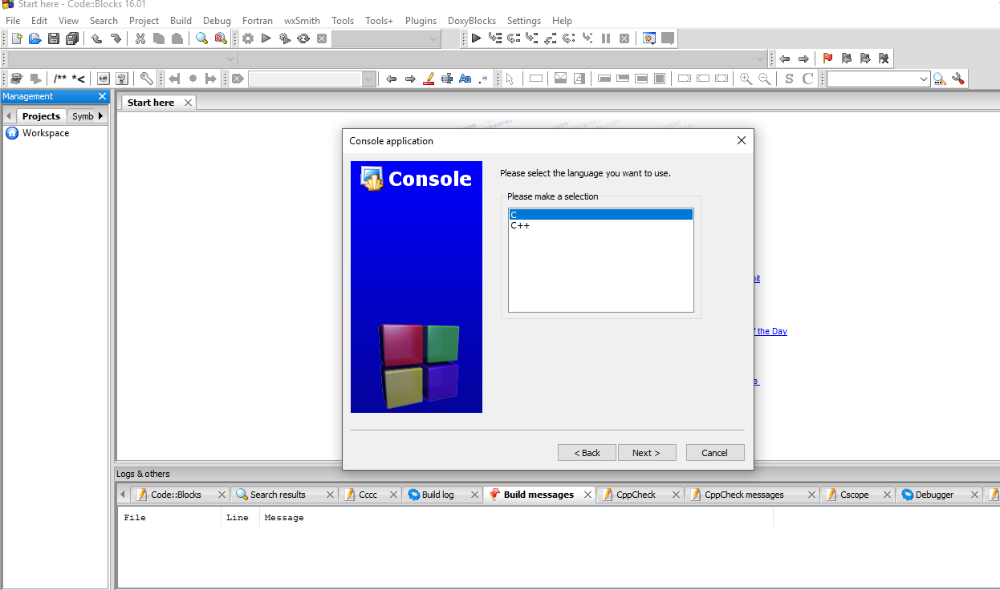 Start here - Code::Blocks 16.01
File Edit View Search Project Build Debug Fortran wxSmith Tools Tools+ Plugins DoxyBlocks Settings Help
/** *<
Aa .*
S C
Management
Projects Symb
Workspace
Start here
Console application
Console
Please select the language you want to use.
Please make a selection
C
C++
< Back Next > Cancel
f the Day
Logs & others
Code::Blocks Search results Cccc Build log Build messages CppCheck CppCheck messages Cscope Debugger
File Line Message